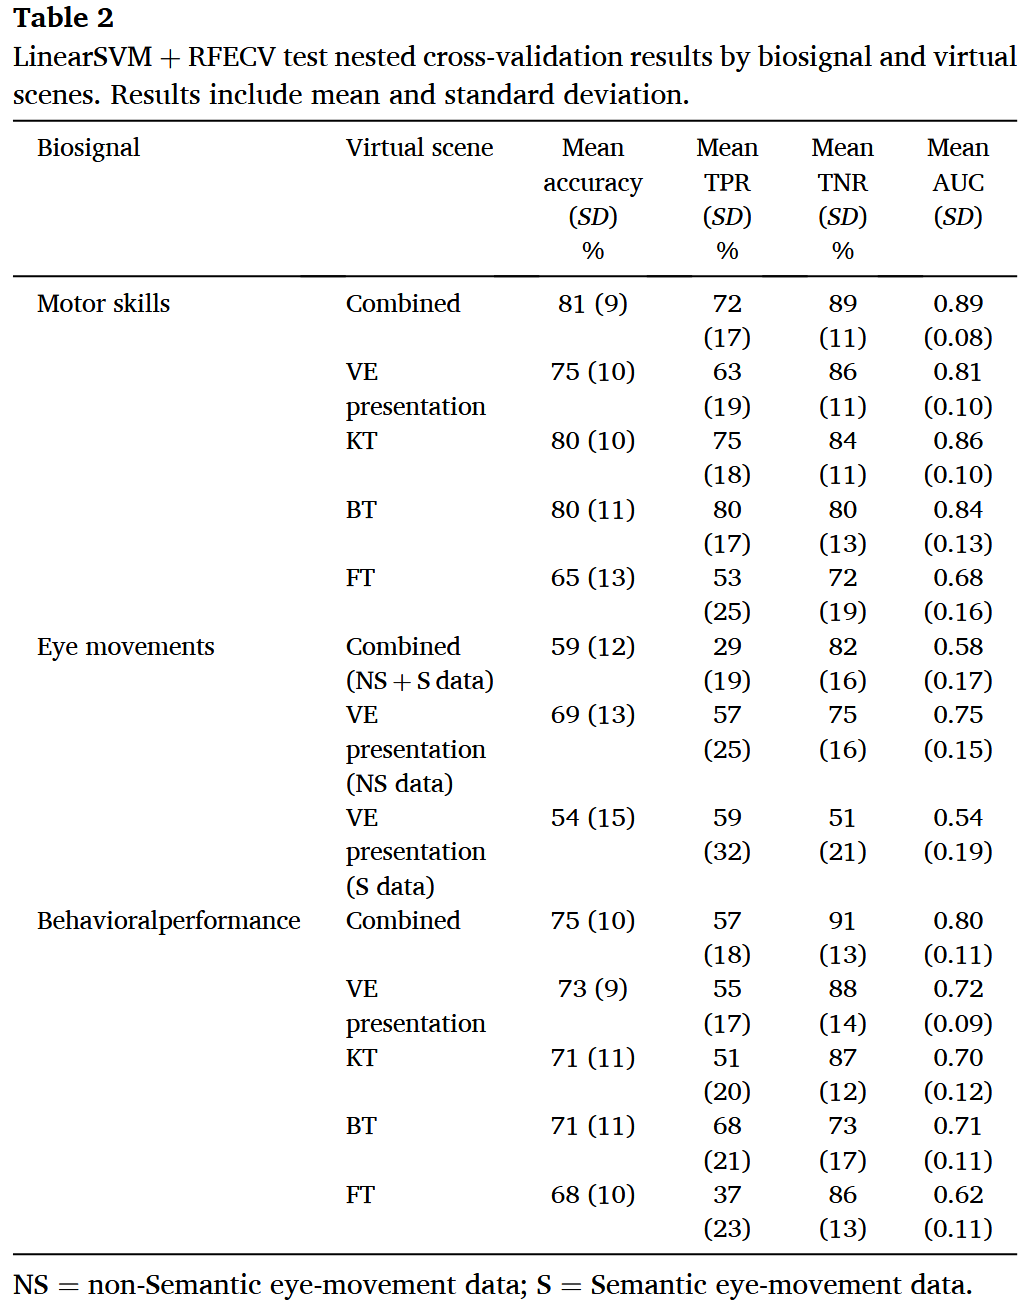 Table 2
LinearSVM + RFECV test nested cross-validation results by biosignal and virtual
scenes. Results include mean and standard deviation.
Biosignal Virtual scene Mean Mean Mean Mean
accuracy TPR TNR AUC
(SD) (SD) (SD) (SD)
% % %
Motor skills Combined 81 (9) 72 89 0.89
(17) (11) (0.08)
VE 75 (10) 63 86 0.81
presentation (19) (11) (0.10)
KT 80 (10) 75 84 0.86
(18) (11) (0.10)
BT 80 (11) 80 80 0.84
(17) (13) (0.13)
FT 65 (13) 53 72 0.68
(25) (19) (0.16)
Eye movements Combined 59 (12) 29 82 0.58
(NS + S data) (19) (16) (0.17)
VE 69 (13) 57 75 0.75
presentation (25) (16) (0.15)
(NS data)
VE 54 (15) 59 51 0.54
presentation (32) (21) (0.19)
(S data)
Behavioralperformance Combined 75 (10) 57 91 0.80
(18) (13) (0.11)
VE 73 (9) 55 88 0.72
presentation (17) (14) (0.09)
KT 71 (11) 51 87 0.70
(20) (12) (0.12)
BT 71 (11) 68 73 0.71
(21) (17) (0.11)
FT 68 (10) 37 86 0.62
(23) (13) (0.11)
NS = non-Semantic eye-movement data; S = Semantic eye-movement data.